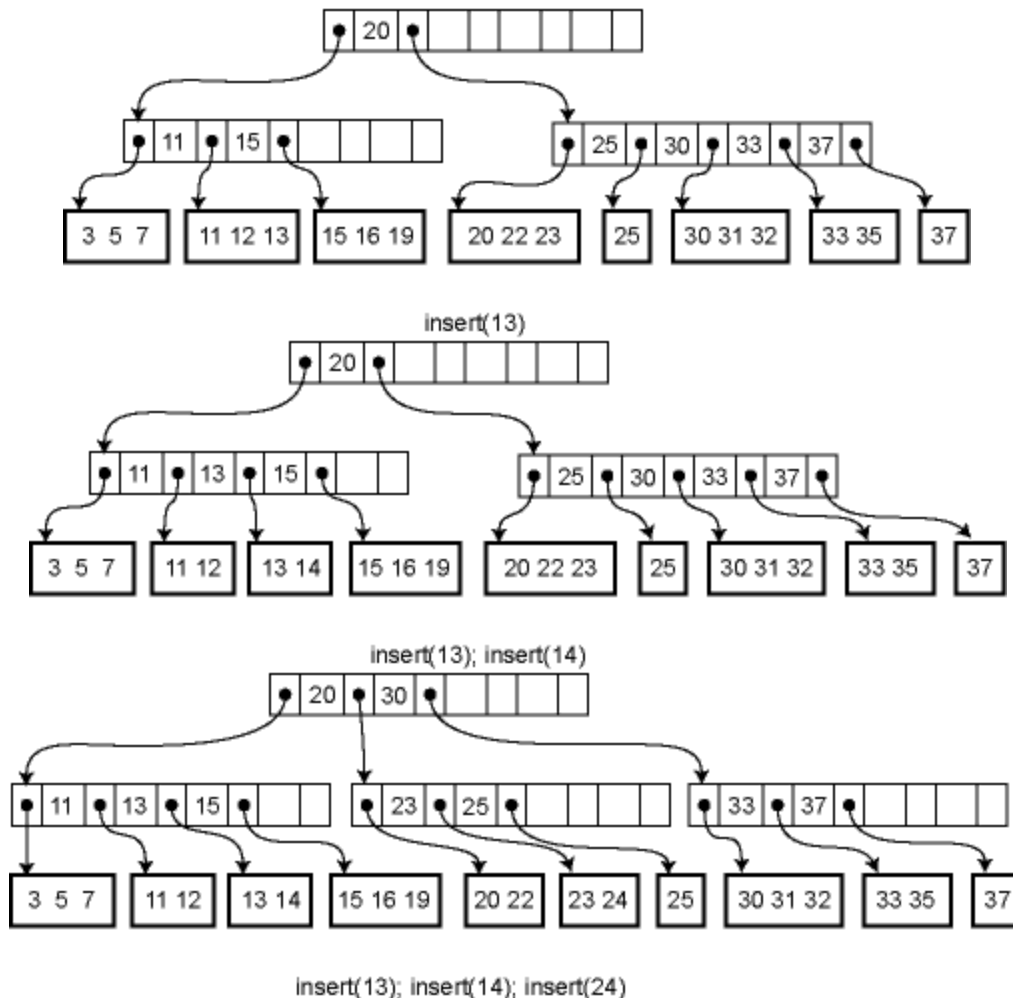 20
11 15
25 30 33 37
3 5 7 11 12 13 15 16 19 20 22 23 25 30 31 32 33 35 37
insert(13)
20
11 13 15
25 30 33 37
3 5 7 11 12 13 14 15 16 19 20 22 23 25 30 31 32 33 35 37
insert(13); insert(14)
20 30
11 13 15 23 25 33 37
3 5 7 11 12 13 14 15 16 19 20 22 23 24 25 30 31 32 33 35 37
insert(13); insert(14); insert(24)